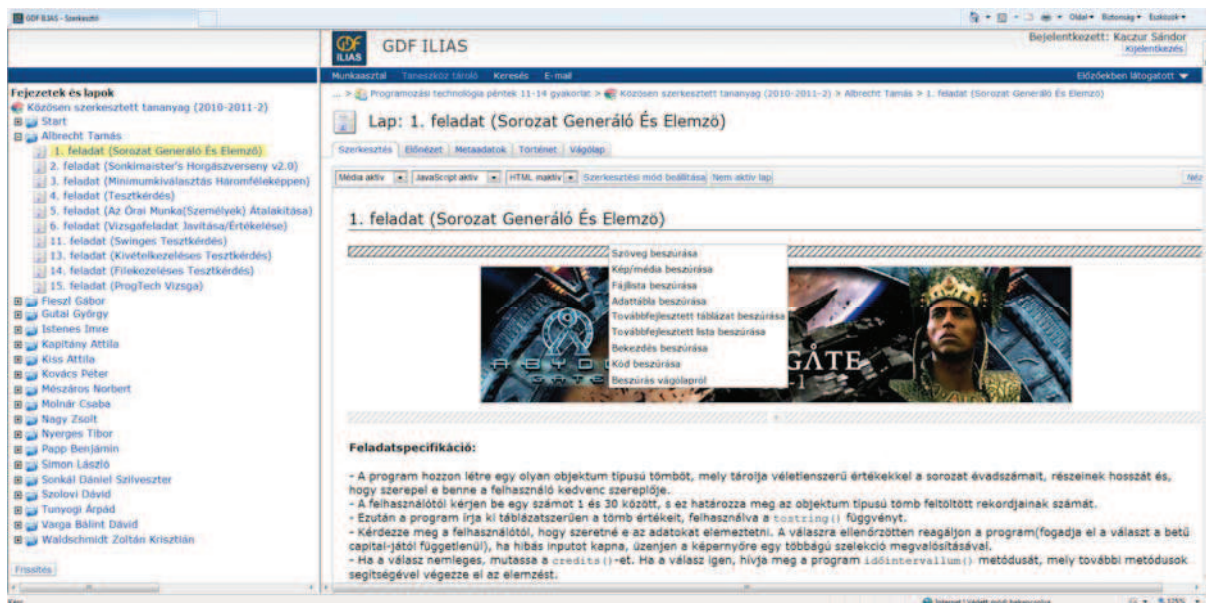 GDF ILIAS - Szerkesztő
Oldal
Biztonság
Eszközök
GDF ILIAS
GDF ILIAS
Bejelentkezett: Kaczur Sándor
Kijelentkezés
Munkaasztal Taneszköz tároló Keresés E-mail
Előzőekben látogatott
... > Programozási technológia péntek 11-14 gyakorlat > Közösen szerkesztett tananyag (2010-2011-2) > Albrecht Tamás > 1. feladat (Sorozat Generáló És Elemző)
Fejezetek és lapok
Közösen szerkesztett tananyag (2010-2011-2)
Start
Albrecht Tamás
1. feladat (Sorozat Generáló És Elemző)
2. feladat (Sonkimaister's Horgászverseny v2.0)
3. feladat (Minimumkiválasztás Háromféleképpen)
4. feladat (Tesztkérdés)
5. feladat (Az Órai Munka(Személyek) Átalakítása)
6. feladat (Vizsgafeladat Javítása/Értékelése)
11. feladat (Swinges Tesztkérdés)
13. feladat (Kivételkezeléses Tesztkérdés)
14. feladat (Filekezeléses Tesztkérdés)
15. feladat (ProgTech Vizsga)
Fieszl Gábor
Gutai György
Istenes Imre
Kapitány Attila
Kiss Attila
Kovács Péter
Mészáros Norbert
Molnár Csaba
Nagy Zsolt
Nyerges Tibor
Papp Benjámin
Simon László
Sonkál Dániel Szilveszter
Szolovi Dávid
Tunyogi Árpád
Varga Bálint Dávid
Waldschmidt Zoltán Krisztián
Frissítés
Lap: 1. feladat (Sorozat Generáló És Elemző)
Szerkesztés Előnézet Metaadatok Történet Vágólap
Média aktív JavaScript aktív HTML inaktív Szerkesztési mód beállítása Nem aktív lap
1. feladat (Sorozat Generáló És Elemző)
Szöveg beszúrása
Kép/média beszúrása
Fájllista beszúrása
Adattábla beszúrása
Továbbfejlesztett táblázat beszúrása
Továbbfejlesztett lista beszúrása
Bekezdés beszúrása
Kód beszúrása
Beszúrás vágólapról
Feladatspecifikáció:
- A program hozzon létre egy olyan objektum típusú tömböt, mely tárolja véletlenszerű értékekkel a sorozat évadszámait, részeinek hosszát és,
hogy szerepel e benne a felhasználó kedvenc szereplője.
- A felhasználótól kérjen be egy számot 1 és 30 között, s ez határozza meg az objektum típusú tömb feltöltött rekordjainak számát.
- Ezután a program írja ki táblázatszerűen a tömb értékeit, felhasználva a tostring() függvényt.
- Kérdezze meg a felhasználótól, hogy szeretné e az adatokat elemeztetni. A válaszra ellenőrzötten reagáljon a program(fogadja el a választ a betű
capital-jától függetlenül), ha hibás inputot kapna, üzenjen a képernyőre egy többágú szelekció megvalósításával.
- Ha a válasz nemleges, mutassa a credits()-et. Ha a válasz igen, hívja meg a program időintervallum() metódusát, mely további metódusok
segítségével végezze el az elemzést.
125%